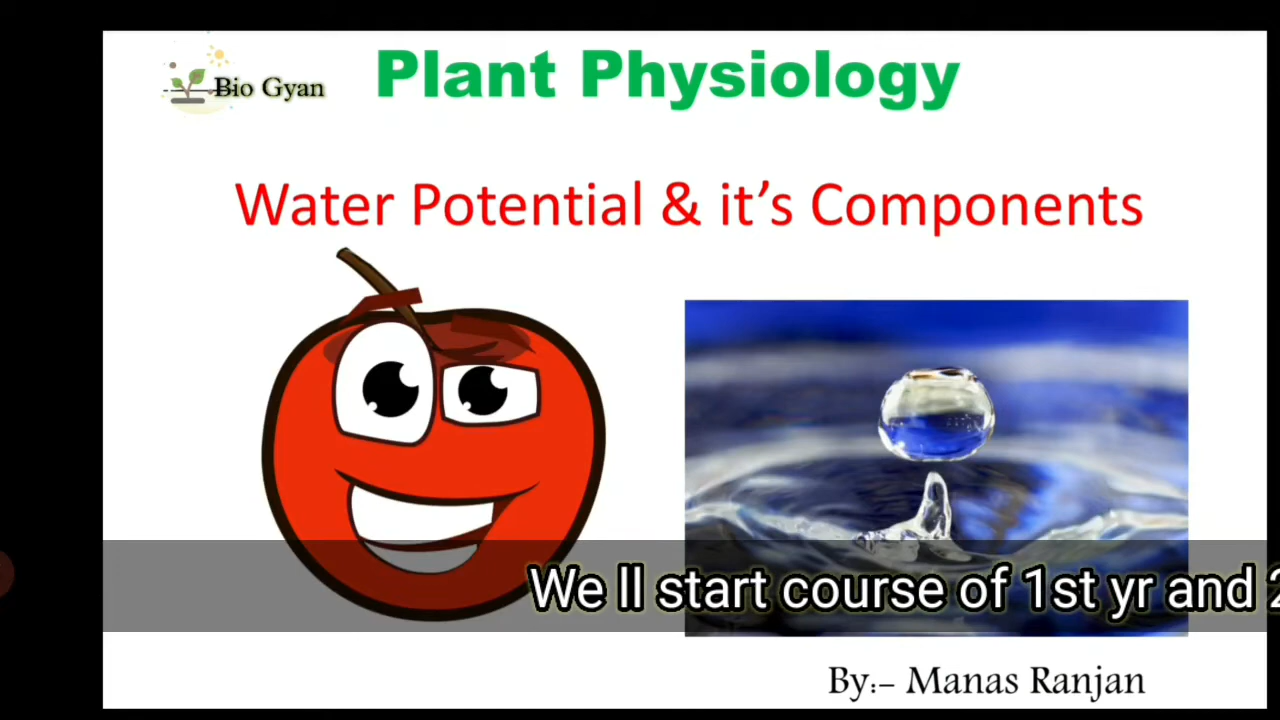 Bio Gyan
Plant Physiology
Water Potential & it's Components
We ll start course of 1st yr and
By:- Manas Ranjan